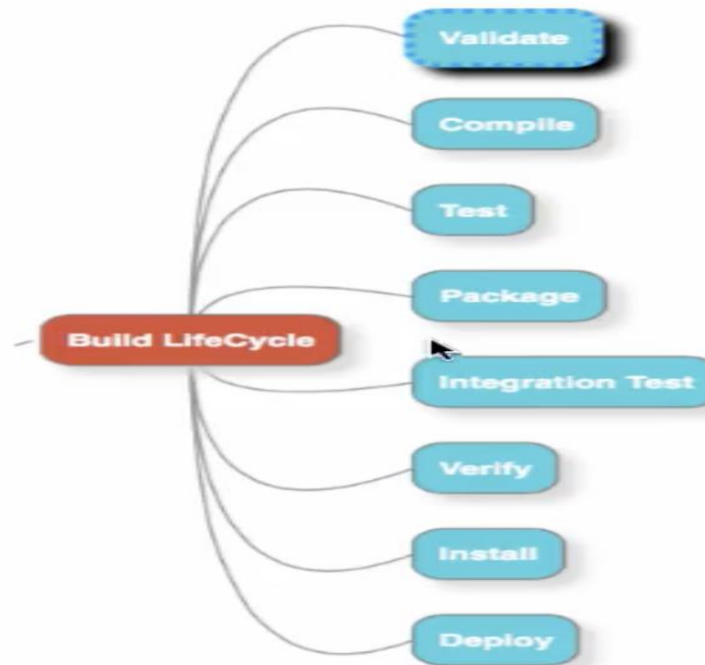 Validate
Compile
Test
Package
Build LifeCycle
Integration Test
Verify
Install
Deploy